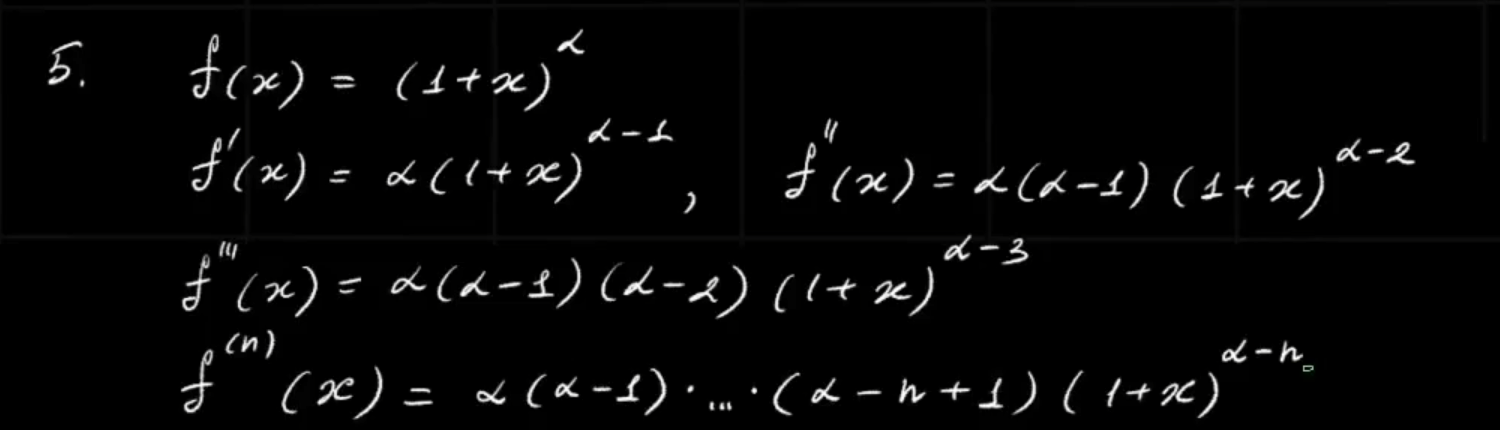 5. f(x) = (1+x)^α
f'(x) = α(1+x)^(α-1), f''(x) = α(α-1)(1+x)^(α-2)
f'''(x) = α(α-1)(α-2)(1+x)^(α-3)
f^(n)(x) = α(α-1)·...·(α-n+1)(1+x)^(α-n)